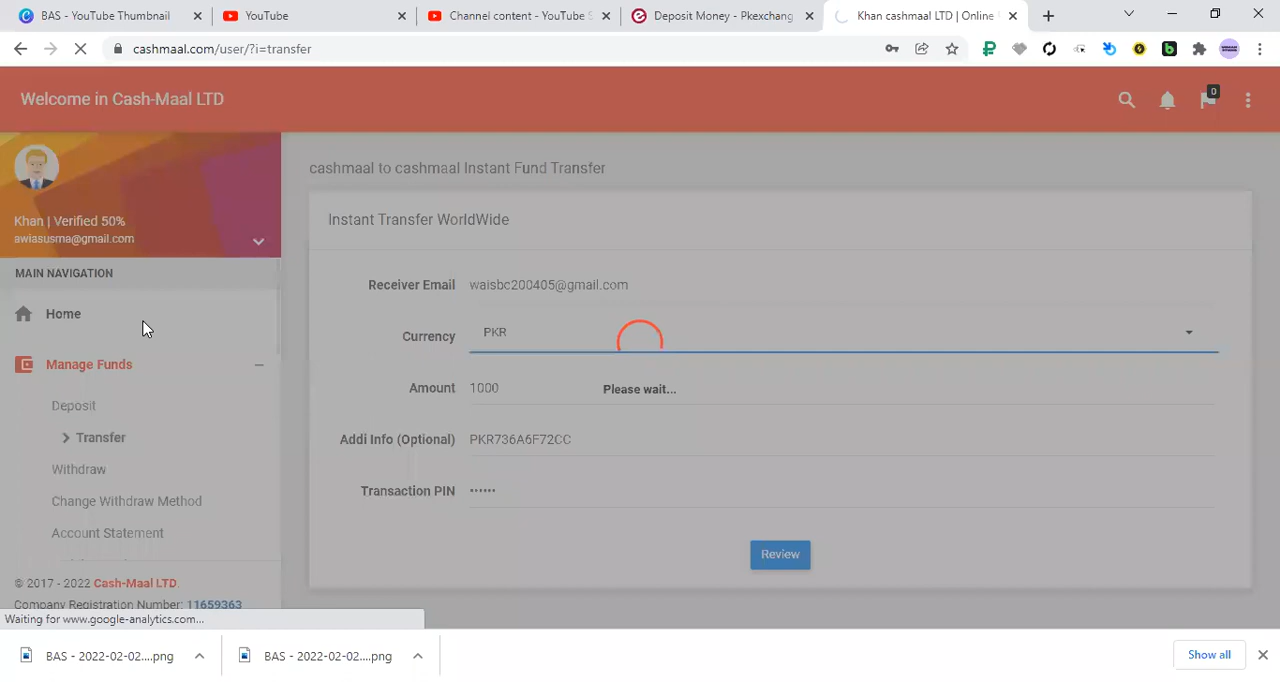 BAS - YouTube Thumbnail
YouTube
Channel content - YouTube S
Deposit Money - Pkexchang
Khan cashmaal LTD | Online
cashmaal.com/user/?i=transfer
Welcome in Cash-Maal LTD
0
Khan | Verified 50%
awiasusma@gmail.com
MAIN NAVIGATION
Home
Manage Funds
Deposit
Transfer
Withdraw
Change Withdraw Method
Account Statement
© 2017 - 2022 Cash-Maal LTD.
Company Registration Number: 11659363
cashmaal to cashmaal Instant Fund Transfer
Instant Transfer WorldWide
Receiver Email waisbc200405@gmail.com
Currency PKR
Amount 1000
Please wait...
Addi Info (Optional) PKR736A6F72CC
Transaction PIN ······
Review
Waiting for www.google-analytics.com...
BAS - 2022-02-02....png
BAS - 2022-02-02....png
Show all